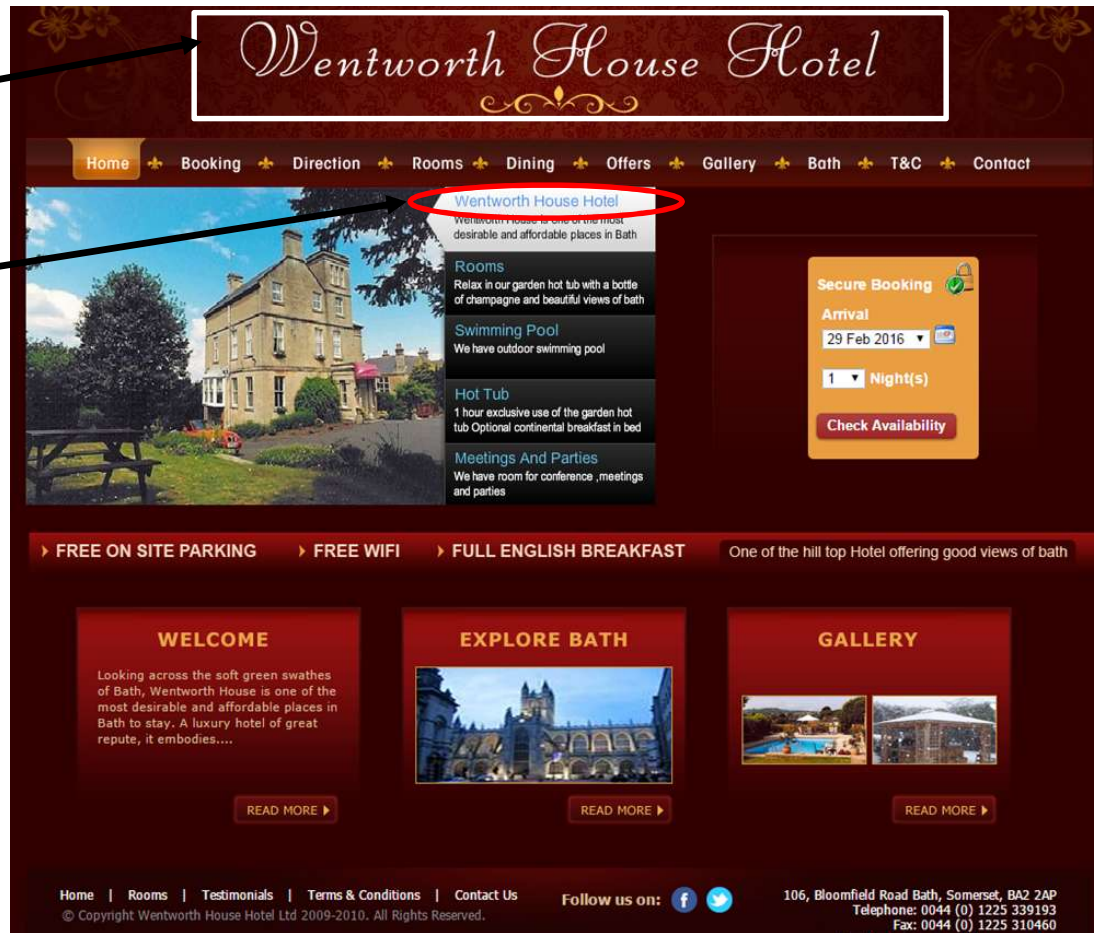 Wentworth House Hotel
Home Booking Direction Rooms Dining Offers Gallery Bath T&C Contact
Wentworth House Hotel
Wentworth House is one of the most
desirable and affordable places in Bath
Rooms
Relax in our garden hot tub with a bottle
of champagne and beautiful views of bath
Swimming Pool
We have outdoor swimming pool
Hot Tub
1 hour exclusive use of the garden hot
tub Optional continental breakfast in bed
Meetings And Parties
We have room for conference ,meetings
and parties
Secure Booking
Arrival
29 Feb 2016
1 Night(s)
Check Availability
FREE ON SITE PARKING FREE WIFI FULL ENGLISH BREAKFAST One of the hill top Hotel offering good views of bath
WELCOME
Looking across the soft green swathes
of Bath, Wentworth House is one of the
most desirable and affordable places in
Bath to stay. A luxury hotel of great
repute, it embodies....
READ MORE
EXPLORE BATH
READ MORE
GALLERY
READ MORE
Home | Rooms | Testimonials | Terms & Conditions | Contact Us
© Copyright Wentworth House Hotel Ltd 2009-2010. All Rights Reserved.
Follow us on: f
106, Bloomfield Road Bath, Somerset, BA2 2AP
Telephone: 0044 (0) 1225 339193
Fax: 0044 (0) 1225 310460